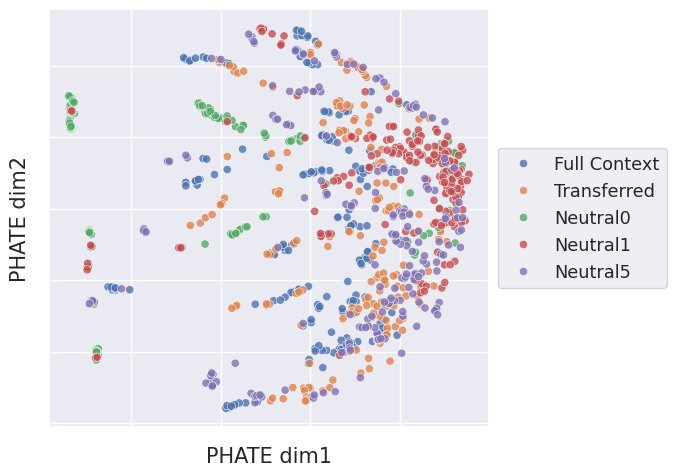 PHATE dim2
Full Context
Transferred
Neutral0
Neutral1
Neutral5
PHATE dim1